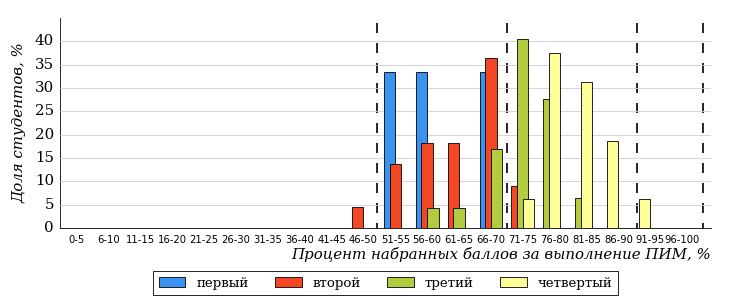 Доля студентов, %
40
35
30
25
20
15
10
5
0
0-5 6-10 11-15 16-20 21-25 26-30 31-35 36-40 41-45 46-50 51-55 56-60 61-65 66-70 71-75 76-80 81-85 86-90 91-95 96-100
Процент набранных баллов за выполнение ПИМ, %
первый второй третий четвертый